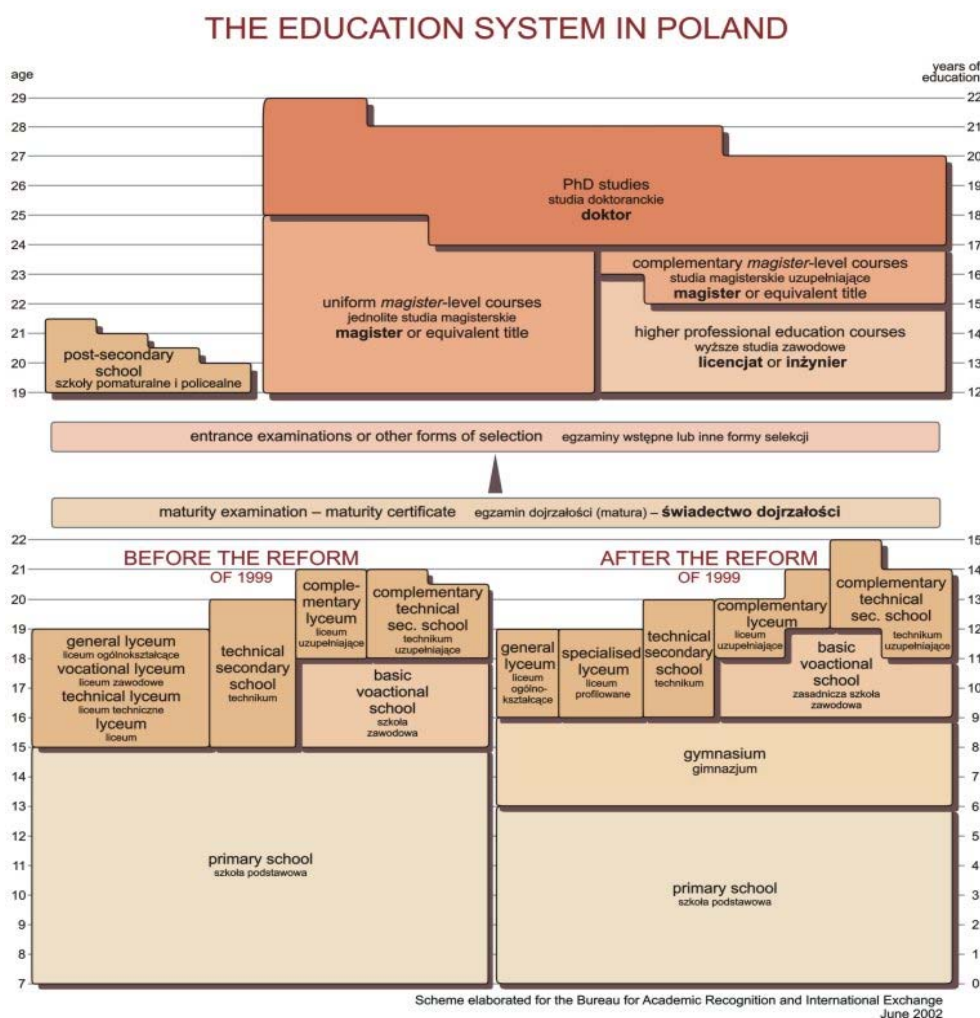 THE EDUCATION SYSTEM IN POLAND
age
years of
education
29
28
27
26
25
24
23
22
21
20
19
22
21
20
19
18
17
16
15
14
13
12
PhD studies
studia doktoranckie
doktor
uniform magister-level courses
jednolite studia magisterskie
magister or equivalent title
complementary magister-level courses
studia magisterskie uzupełniające
magister or equivalent title
higher professional education courses
wyższe studia zawodowe
licencjat or inżynier
post-secondary
school
szkoły pomaturalne i policealne
entrance examinations or other forms of selection egzaminy wstępne lub inne formy selekcji
maturity examination – maturity certificate egzamin dojrzałości (matura) – świadectwo dojrzałości
22
21
20
19
18
17
16
15
14
13
12
11
10
9
8
7
BEFORE THE REFORM
OF 1999
general lyceum
liceum ogólnokształcące
vocational lyceum
liceum zawodowe
technical lyceum
liceum techniczne
lyceum
liceum
technical
secondary
school
technikum
comple-
mentary
lyceum
liceum
uzupełniające
complementary
technical
sec. school
technikum
uzupełniające
basic
voactional
school
szkoła
zawodowa
primary school
szkoła podstawowa
AFTER THE REFORM
OF 1999
general
lyceum
liceum
ogólno-
kształcące
specialised
lyceum
liceum
profilowane
technical
secondary
school
technikum
complementary
lyceum
liceum
uzupełniające
complementary
technical
sec. school
technikum
uzupełniające
basic
voactional
school
zasadnicza szkoła
zawodowa
gymnasium
gimnazjum
primary school
szkoła podstawowa
15
14
13
12
11
10
9
8
7
6
5
4
3
2
1
0
Scheme elaborated for the Bureau for Academic Recognition and International Exchange
June 2002